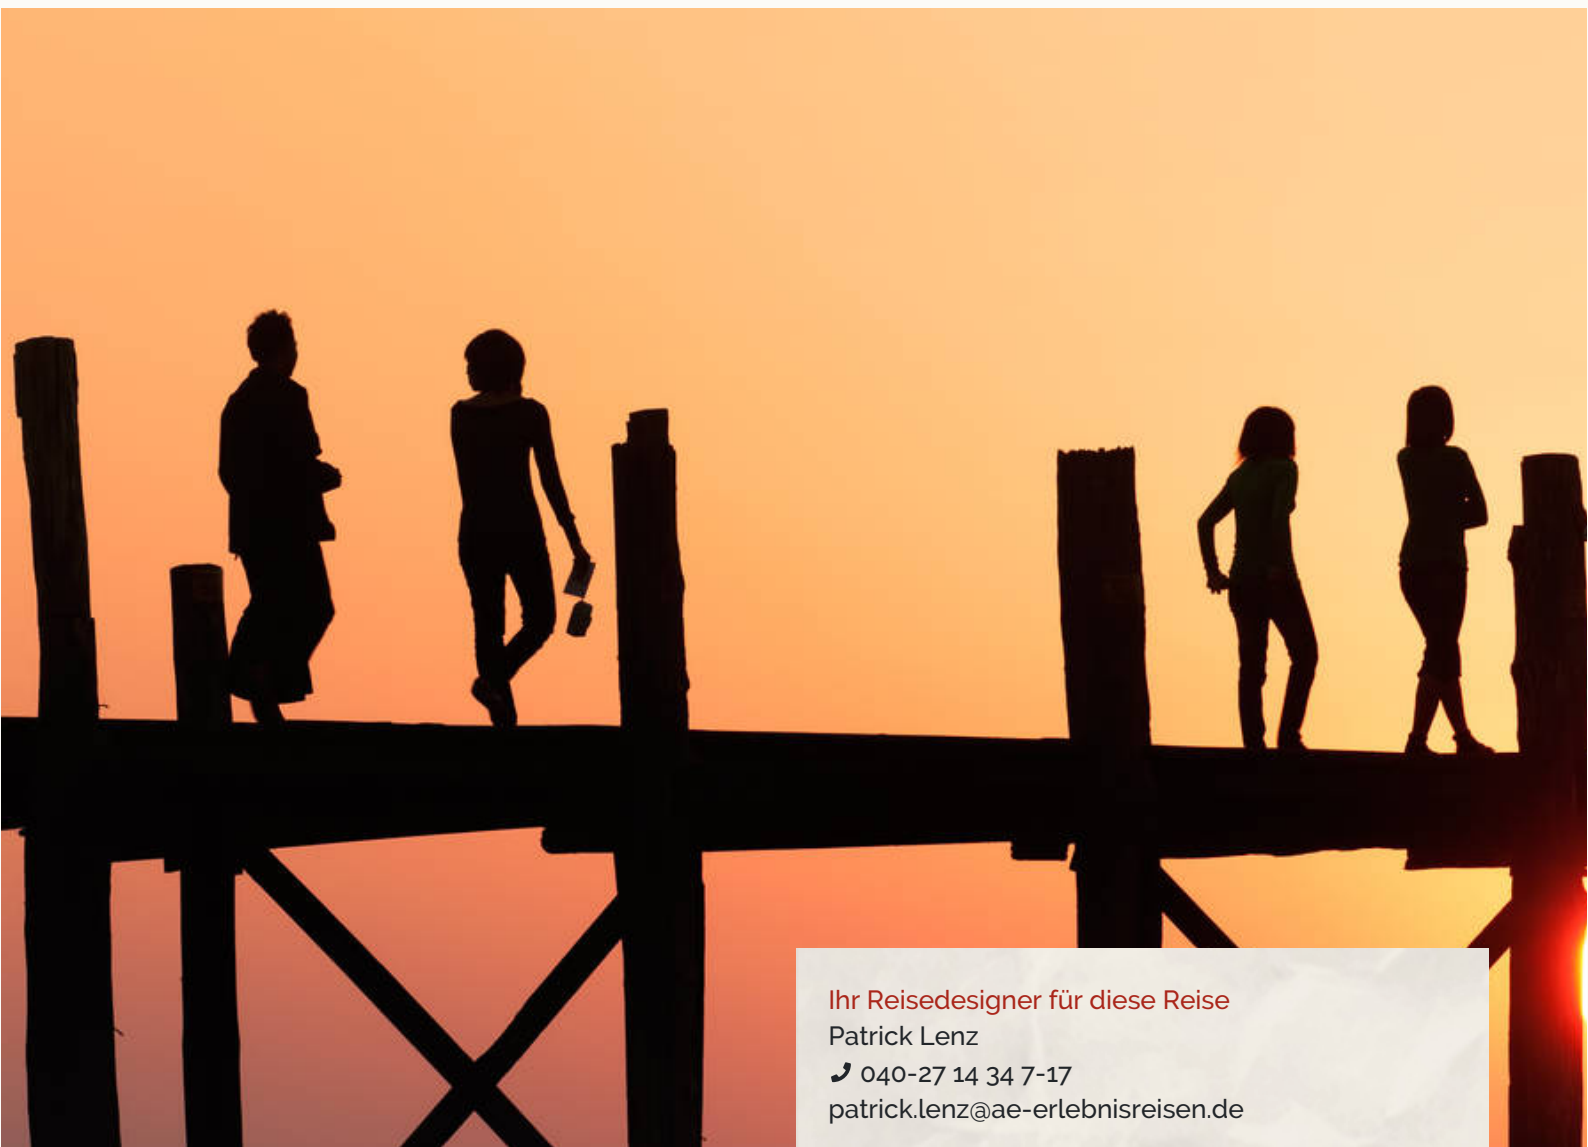 Ihr Reisedesigner für diese Reise
Patrick Lenz
040-27 14 34 7-17
patrick.lenz@ae-erlebnisreisen.de